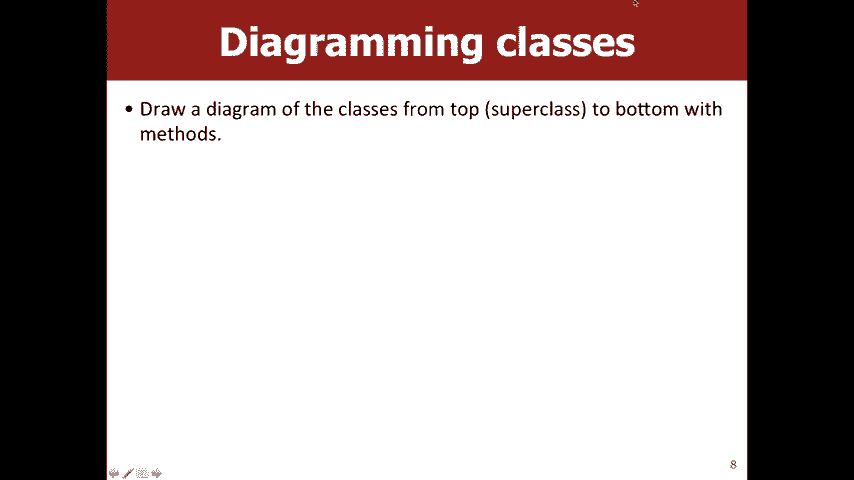 Diagramming classes
• Draw a diagram of the classes from top (superclass) to bottom with
methods.
8